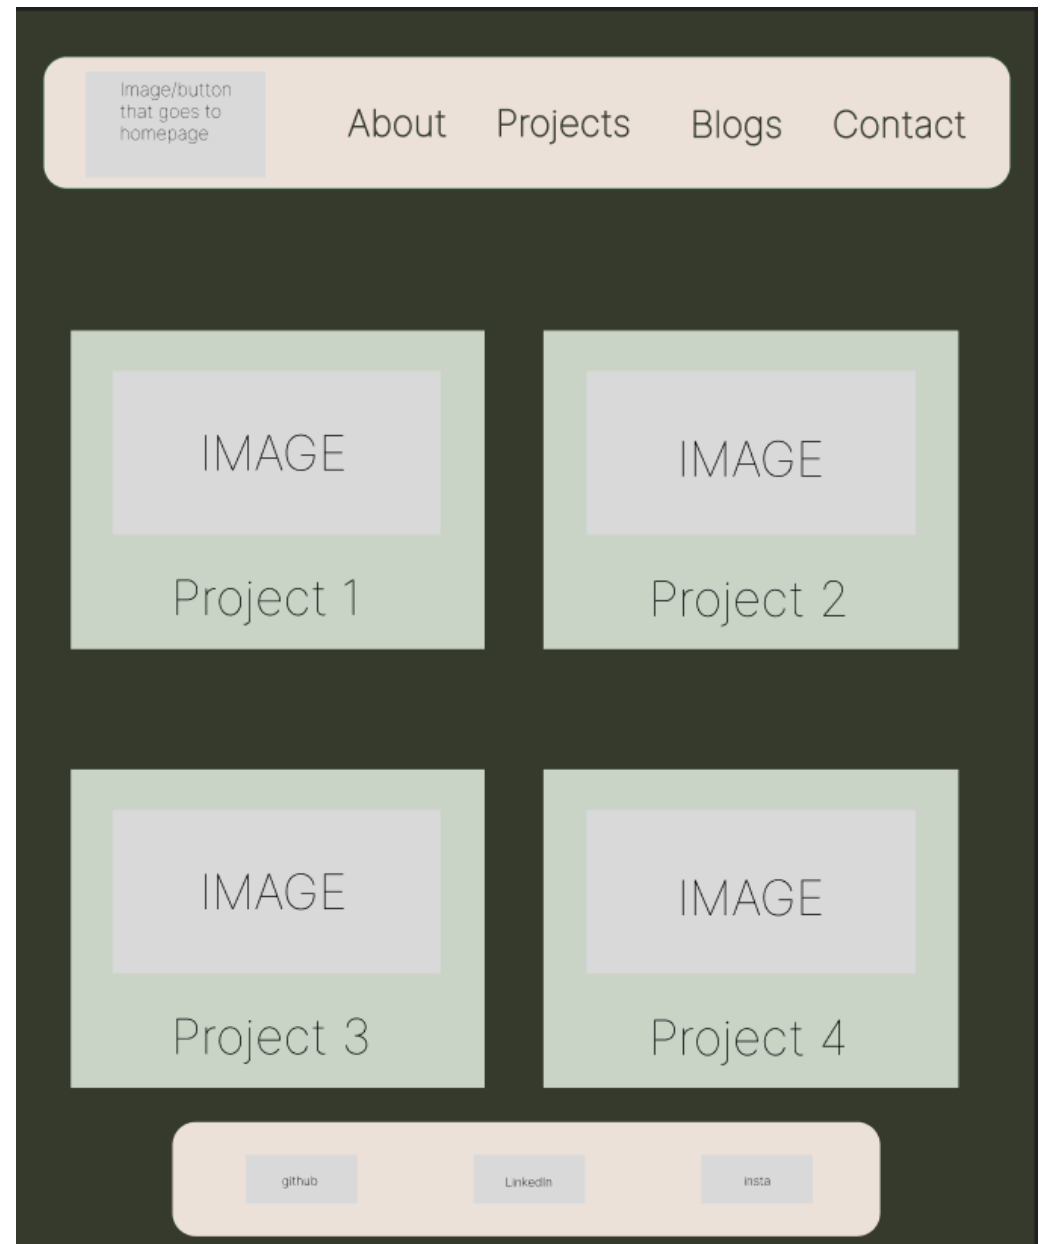 Image/button
that goes to
homepage
About Projects Blogs Contact
IMAGE
IMAGE
Project 1
Project 2
IMAGE
IMAGE
Project 3
Project 4
github LinkedIn insta